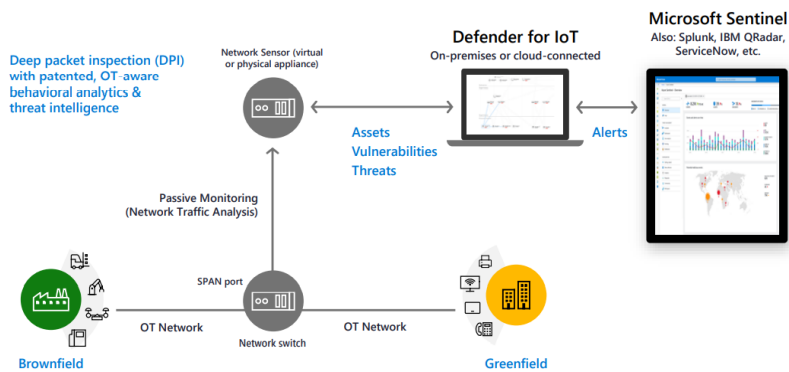 Microsoft Sentinel
Also: Splunk, IBM QRadar,
ServiceNow, etc.
Defender for IoT
On-premises or cloud-connected
Network Sensor (virtual
or physical appliance)
Deep packet inspection (DPI)
with patented, OT-aware
behavioral analytics &
threat intelligence
Assets
Vulnerabilities
Threats
Alerts
Passive Monitoring
(Network Traffic Analysis)
SPAN port
OT Network
OT Network
Network switch
Brownfield
Greenfield